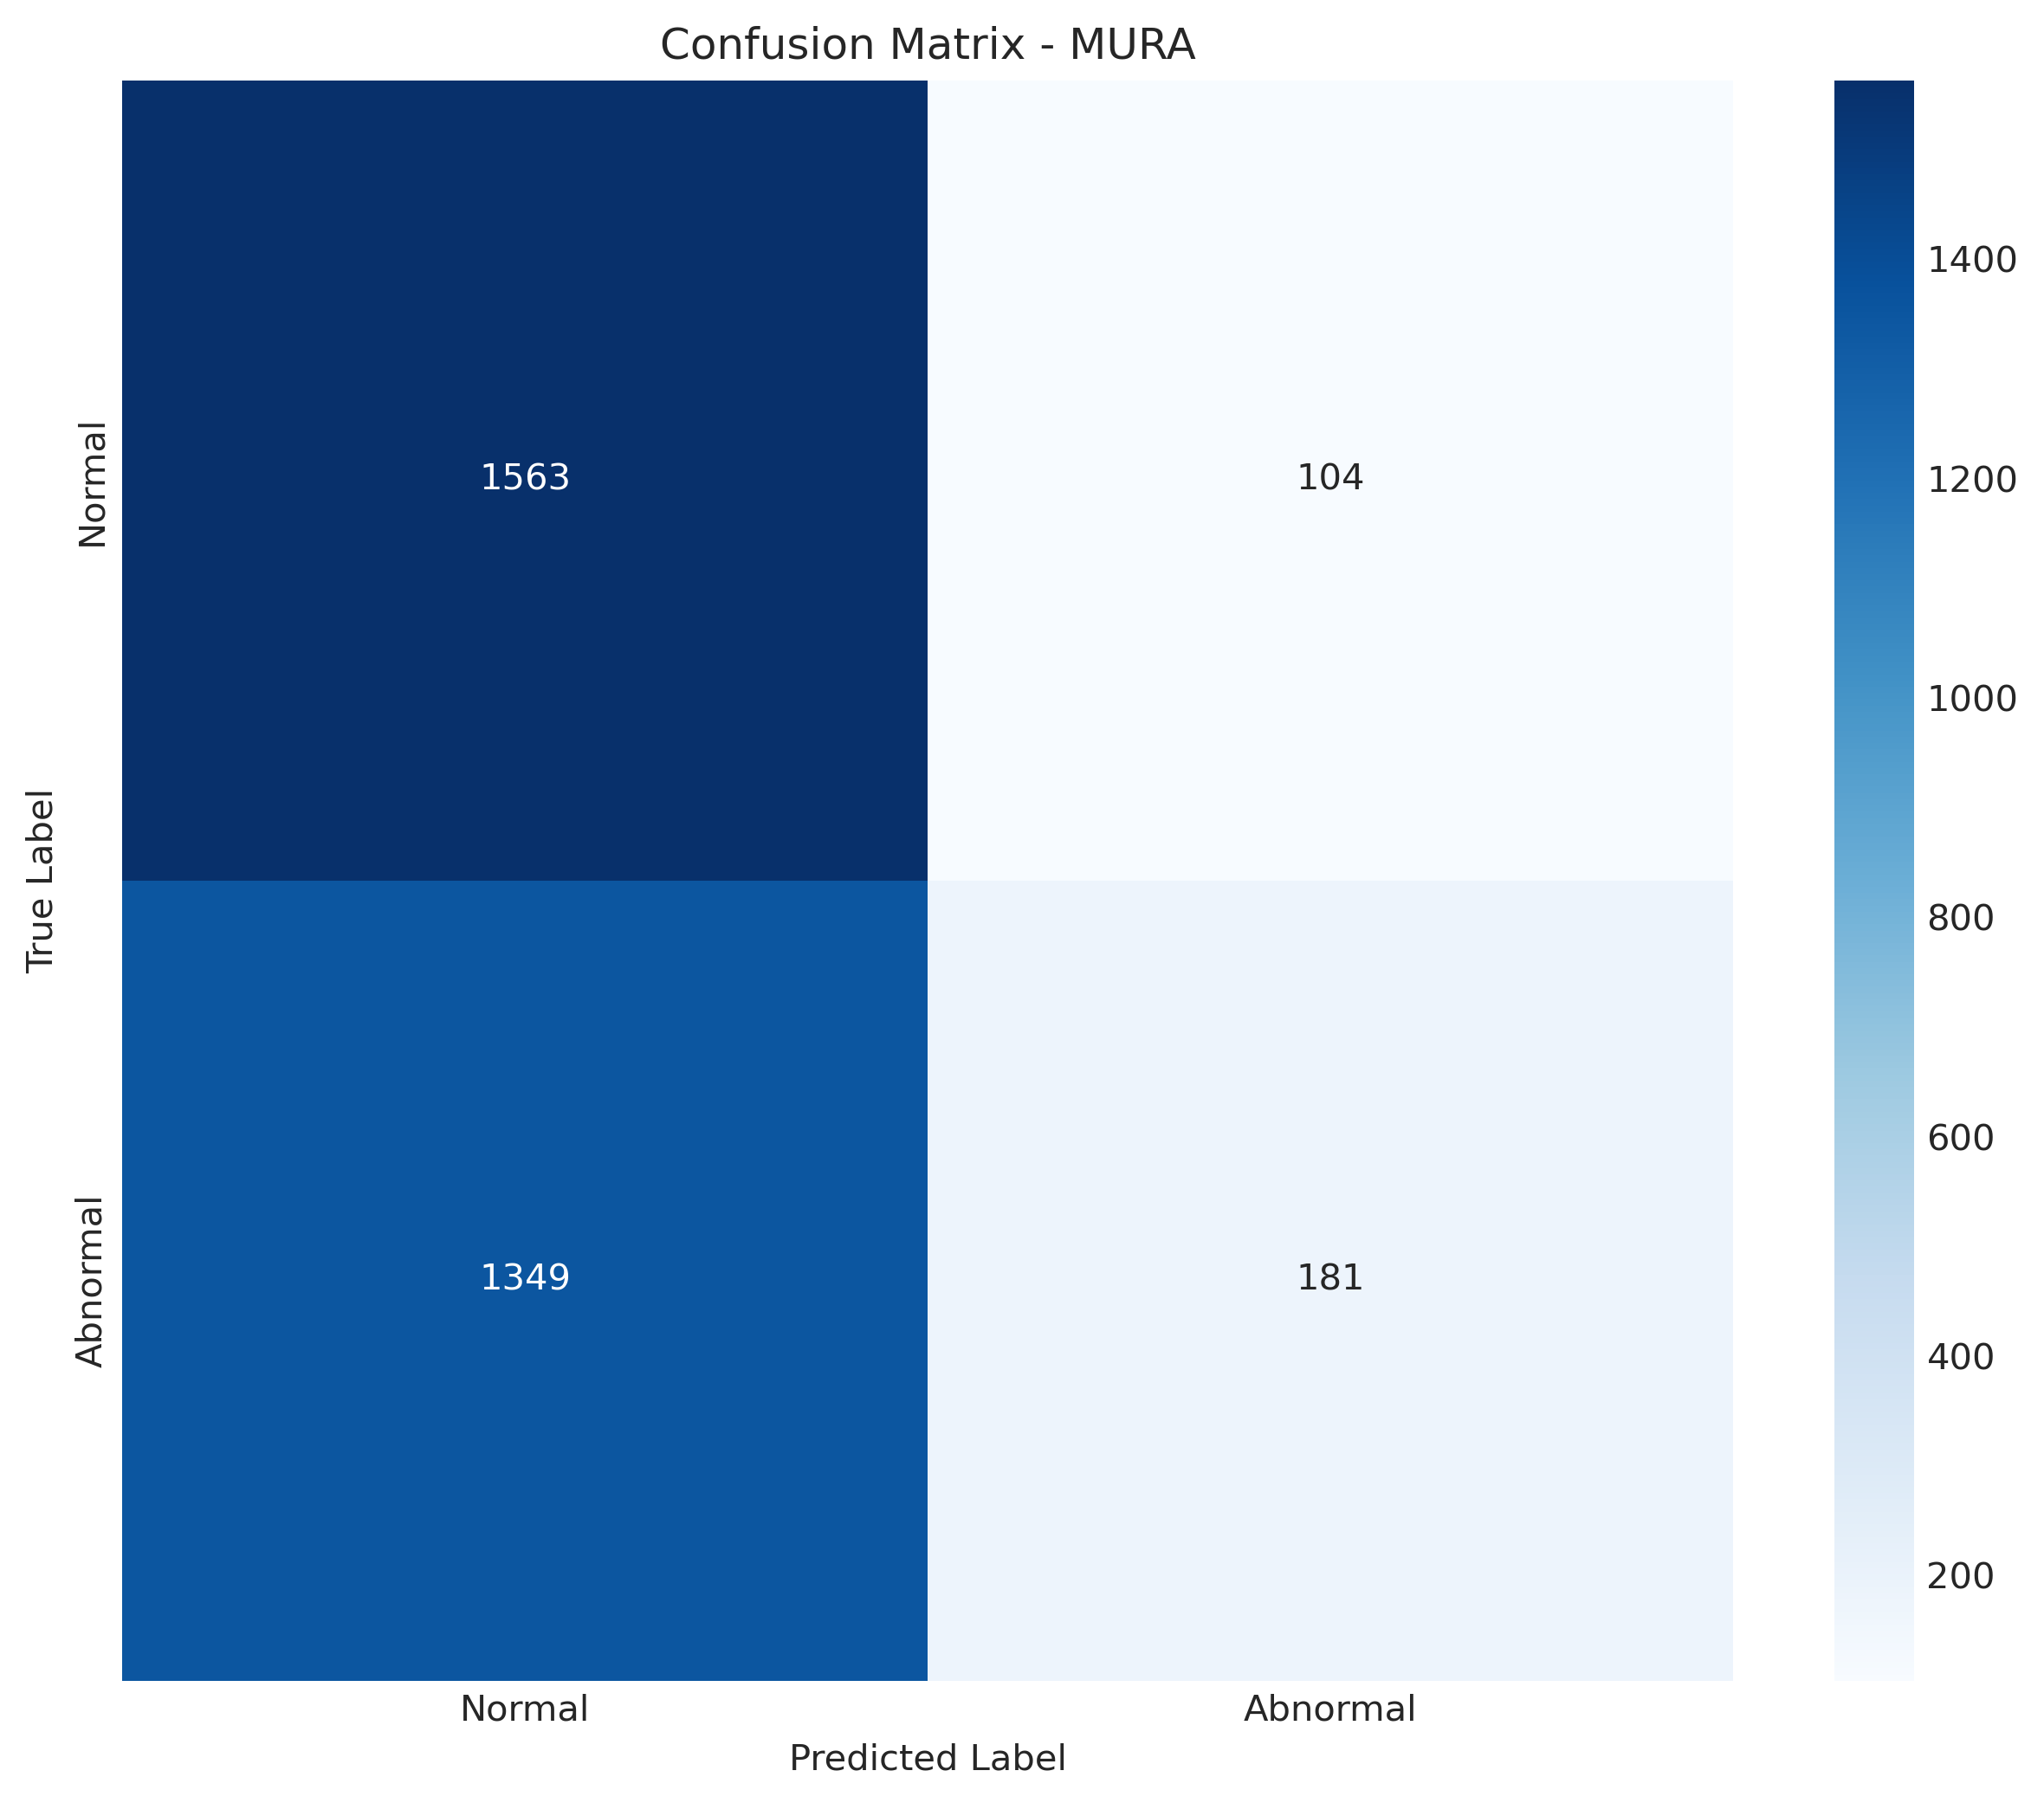 Confusion Matrix - MURA
True Label
Normal
1563
104
Abnormal
1349
181
Normal
Abnormal
Predicted Label
1400
1200
1000
800
600
400
200